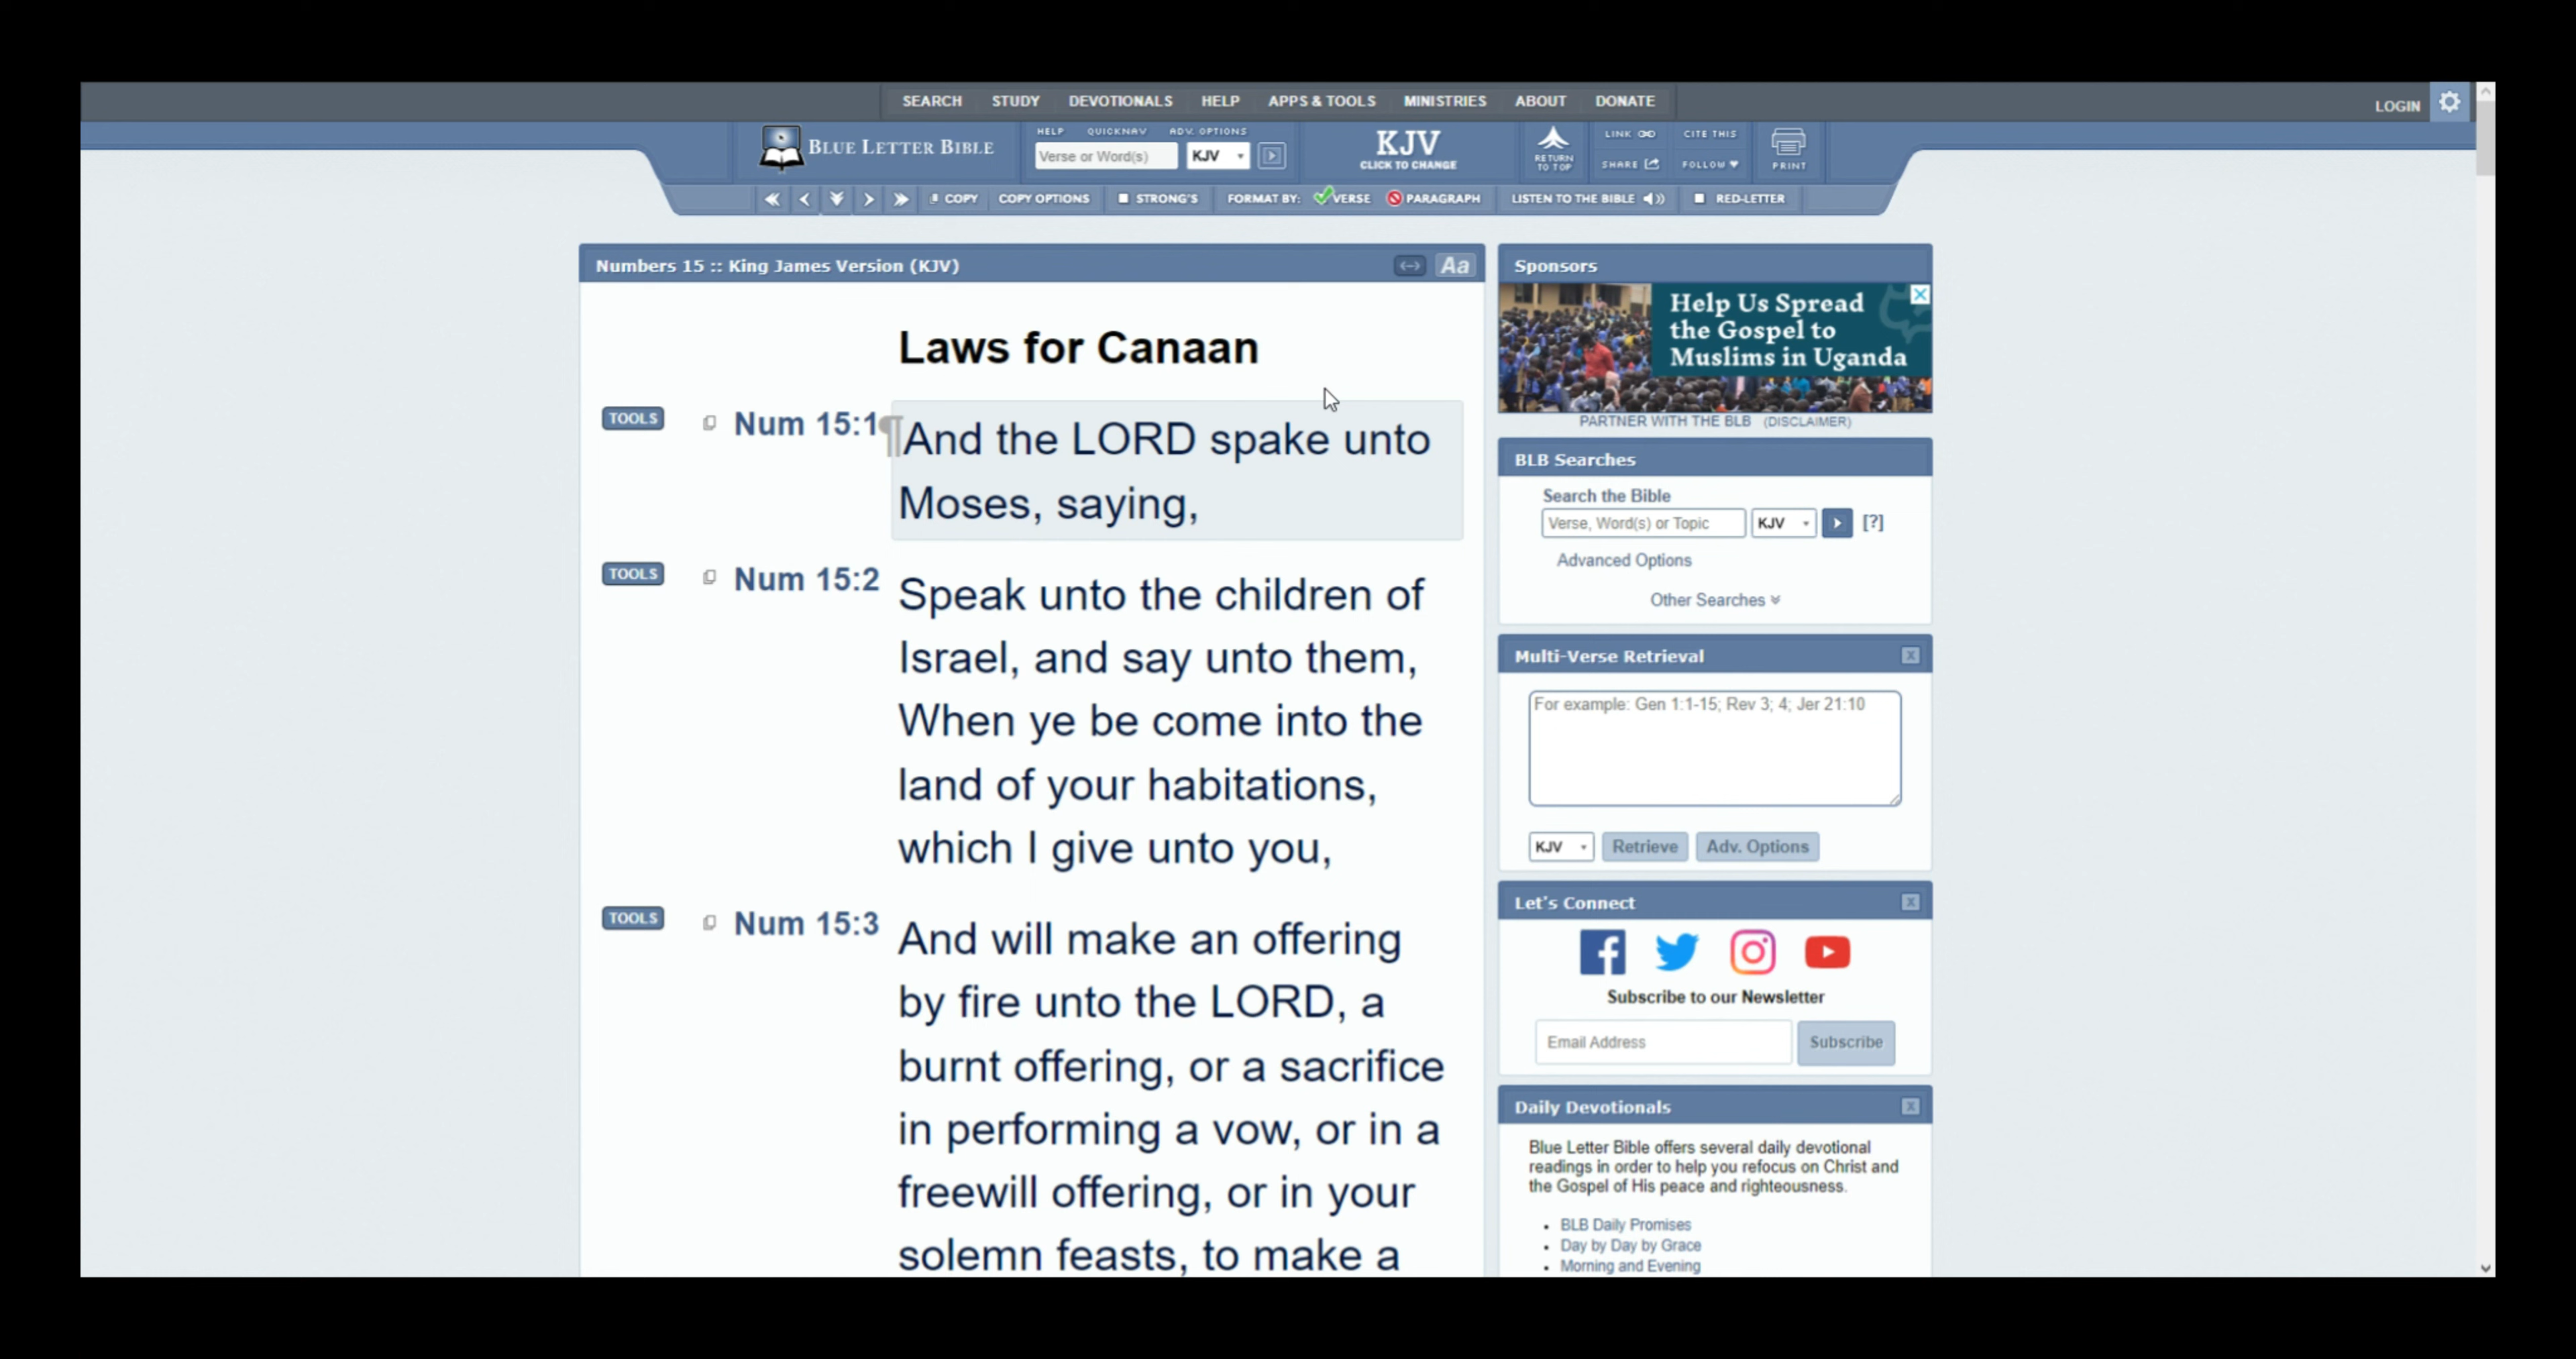 SEARCH STUDY DEVOTIONALS HELP APPS & TOOLS MINISTRIES ABOUT DONATE
LOGIN
BLUE LETTER BIBLE
HELP QUICKNAV ADV. OPTIONS
Verse or Word(s) KJV
KJV
CLICK TO CHANGE
RETURN
TO TOP
LINK CITE THIS
SHARE FOLLOW
PRINT
COPY COPY OPTIONS STRONG'S FORMAT BY: VERSE PARAGRAPH LISTEN TO THE BIBLE RED-LETTER
Numbers 15 :: King James Version (KJV)
Aa
Laws for Canaan
TOOLS Num 15:1 ¶And the LORD spake unto
Moses, saying,
TOOLS Num 15:2 Speak unto the children of
Israel, and say unto them,
When ye be come into the
land of your habitations,
which I give unto you,
TOOLS Num 15:3 And will make an offering
by fire unto the LORD, a
burnt offering, or a sacrifice
in performing a vow, or in a
freewill offering, or in your
solemn feasts, to make a
Sponsors
Help Us Spread
the Gospel to
Muslims in Uganda
PARTNER WITH THE BLB (DISCLAIMER)
BLB Searches
Search the Bible
Verse, Word(s) or Topic KJV [?]
Advanced Options
Other Searches
Multi-Verse Retrieval
For example: Gen 1:1-15; Rev 3; 4; Jer 21:10
KJV Retrieve Adv. Options
Let's Connect
Subscribe to our Newsletter
Email Address Subscribe
Daily Devotionals
Blue Letter Bible offers several daily devotional
readings in order to help you refocus on Christ and
the Gospel of His peace and righteousness.
• BLB Daily Promises
• Day by Day by Grace
• Morning and Evening